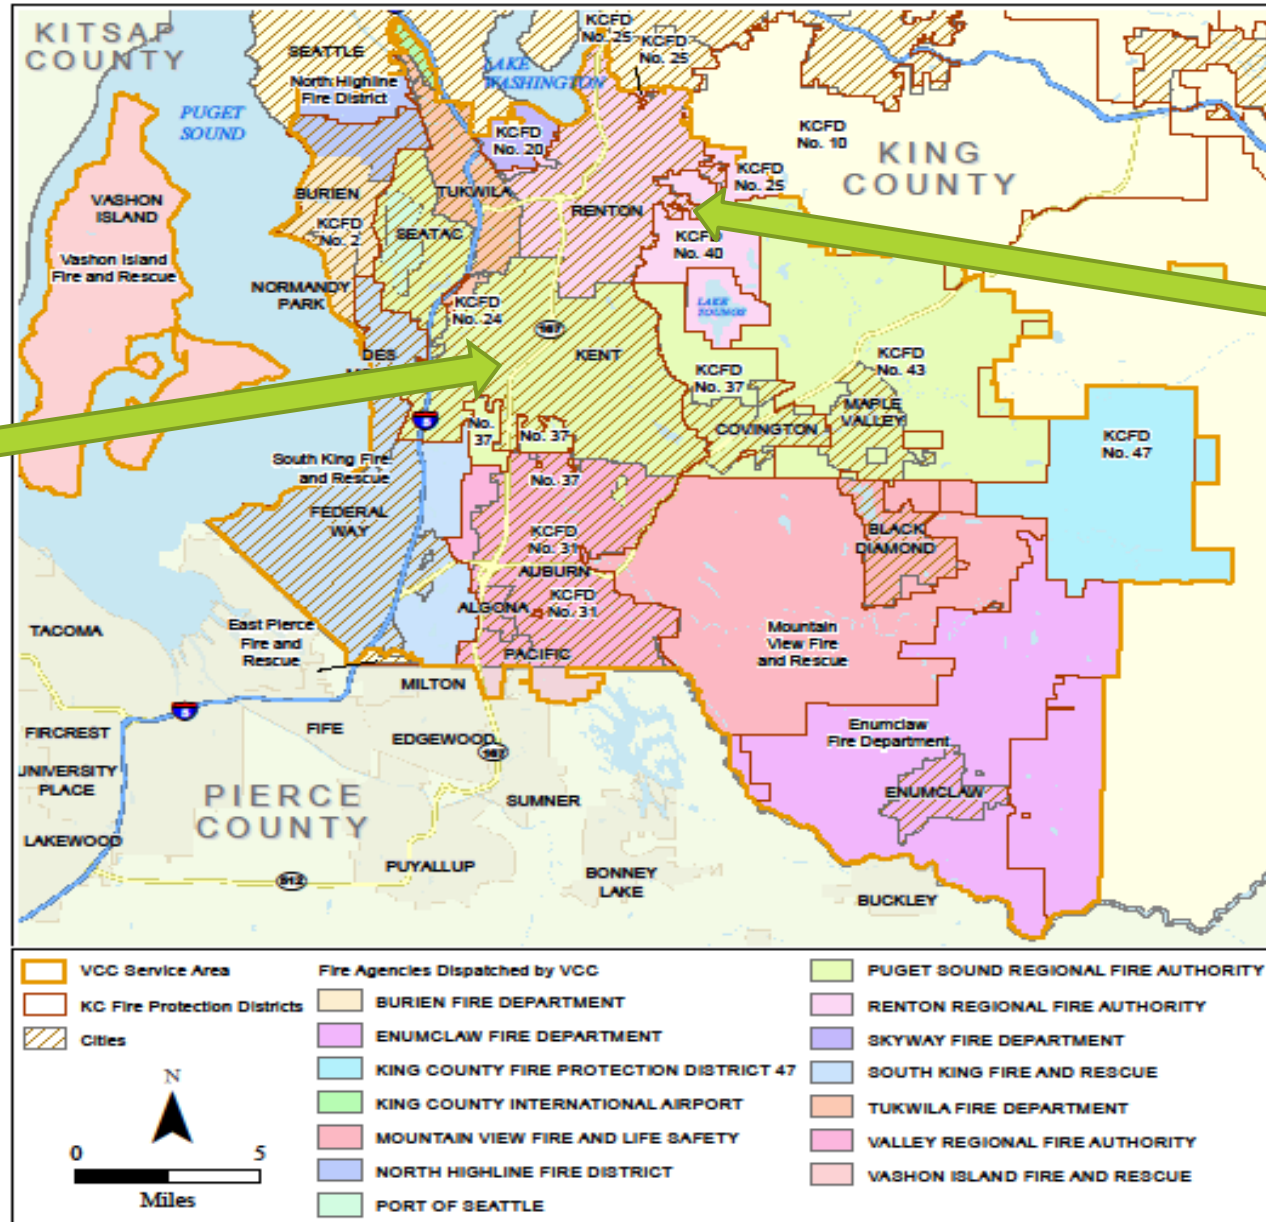 KITSAP
COUNTY
SEATTLE
North Highline
Fire District
PUGET
SOUND
LAKE
WASHINGTON
KCFD
No. 25
KCFD
No. 25
KCFD
No. 20
KCFD
No. 10
KING
COUNTY
KCFD
No. 25
VASHON
ISLAND
Vashon Island
Fire and Rescue
BURIEN
KCFD
No. 2
TUKWILA
SEATAC
RENTON
KCFD
No. 40
NORMANDY
PARK
KCFD
No. 24
LAKE
YOUNGS
167
DES
KENT
KCFD
No. 37
KCFD
No. 43
MAPLE
VALLEY
COVINGTON
5
No.
37
No. 37
KCFD
No. 47
South King Fire
and Rescue
No. 37
FEDERAL
WAY
KCFD
No. 31
AUBURN
BLACK
DIAMOND
ALGONA
KCFD
No. 31
TACOMA
East Pierce
Fire and
Rescue
Mountain
View Fire
and Rescue
PACIFIC
MILTON
5
FIRCREST
FIFE
EDGEWOOD
167
Enumclaw
Fire Department
UNIVERSITY
PLACE
PIERCE
COUNTY
SUMNER
ENUMCLAW
LAKEWOOD
PUYALLUP
512
BONNEY
LAKE
BUCKLEY
VCC Service Area
KC Fire Protection Districts
Cities
N
0 5
Miles
Fire Agencies Dispatched by VCC
BURIEN FIRE DEPARTMENT
ENUMCLAW FIRE DEPARTMENT
KING COUNTY FIRE PROTECTION DISTRICT 47
KING COUNTY INTERNATIONAL AIRPORT
MOUNTAIN VIEW FIRE AND LIFE SAFETY
NORTH HIGHLINE FIRE DISTRICT
PORT OF SEATTLE
PUGET SOUND REGIONAL FIRE AUTHORITY
RENTON REGIONAL FIRE AUTHORITY
SKYWAY FIRE DEPARTMENT
SOUTH KING FIRE AND RESCUE
TUKWILA FIRE DEPARTMENT
VALLEY REGIONAL FIRE AUTHORITY
VASHON ISLAND FIRE AND RESCUE